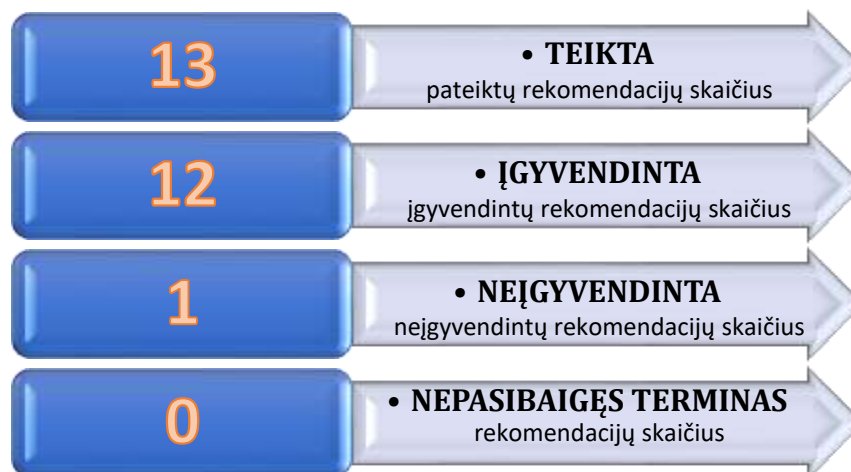 13
• TEIKTA
pateiktų rekomendacijų skaičius
12
• ĮGYVENDINTA
įgyvendintų rekomendacijų skaičius
1
• NEĮGYVENDINTA
neįgyvendintų rekomendacijų skaičius
0
• NEPASIBAIGĘS TERMINAS
rekomendacijų skaičius